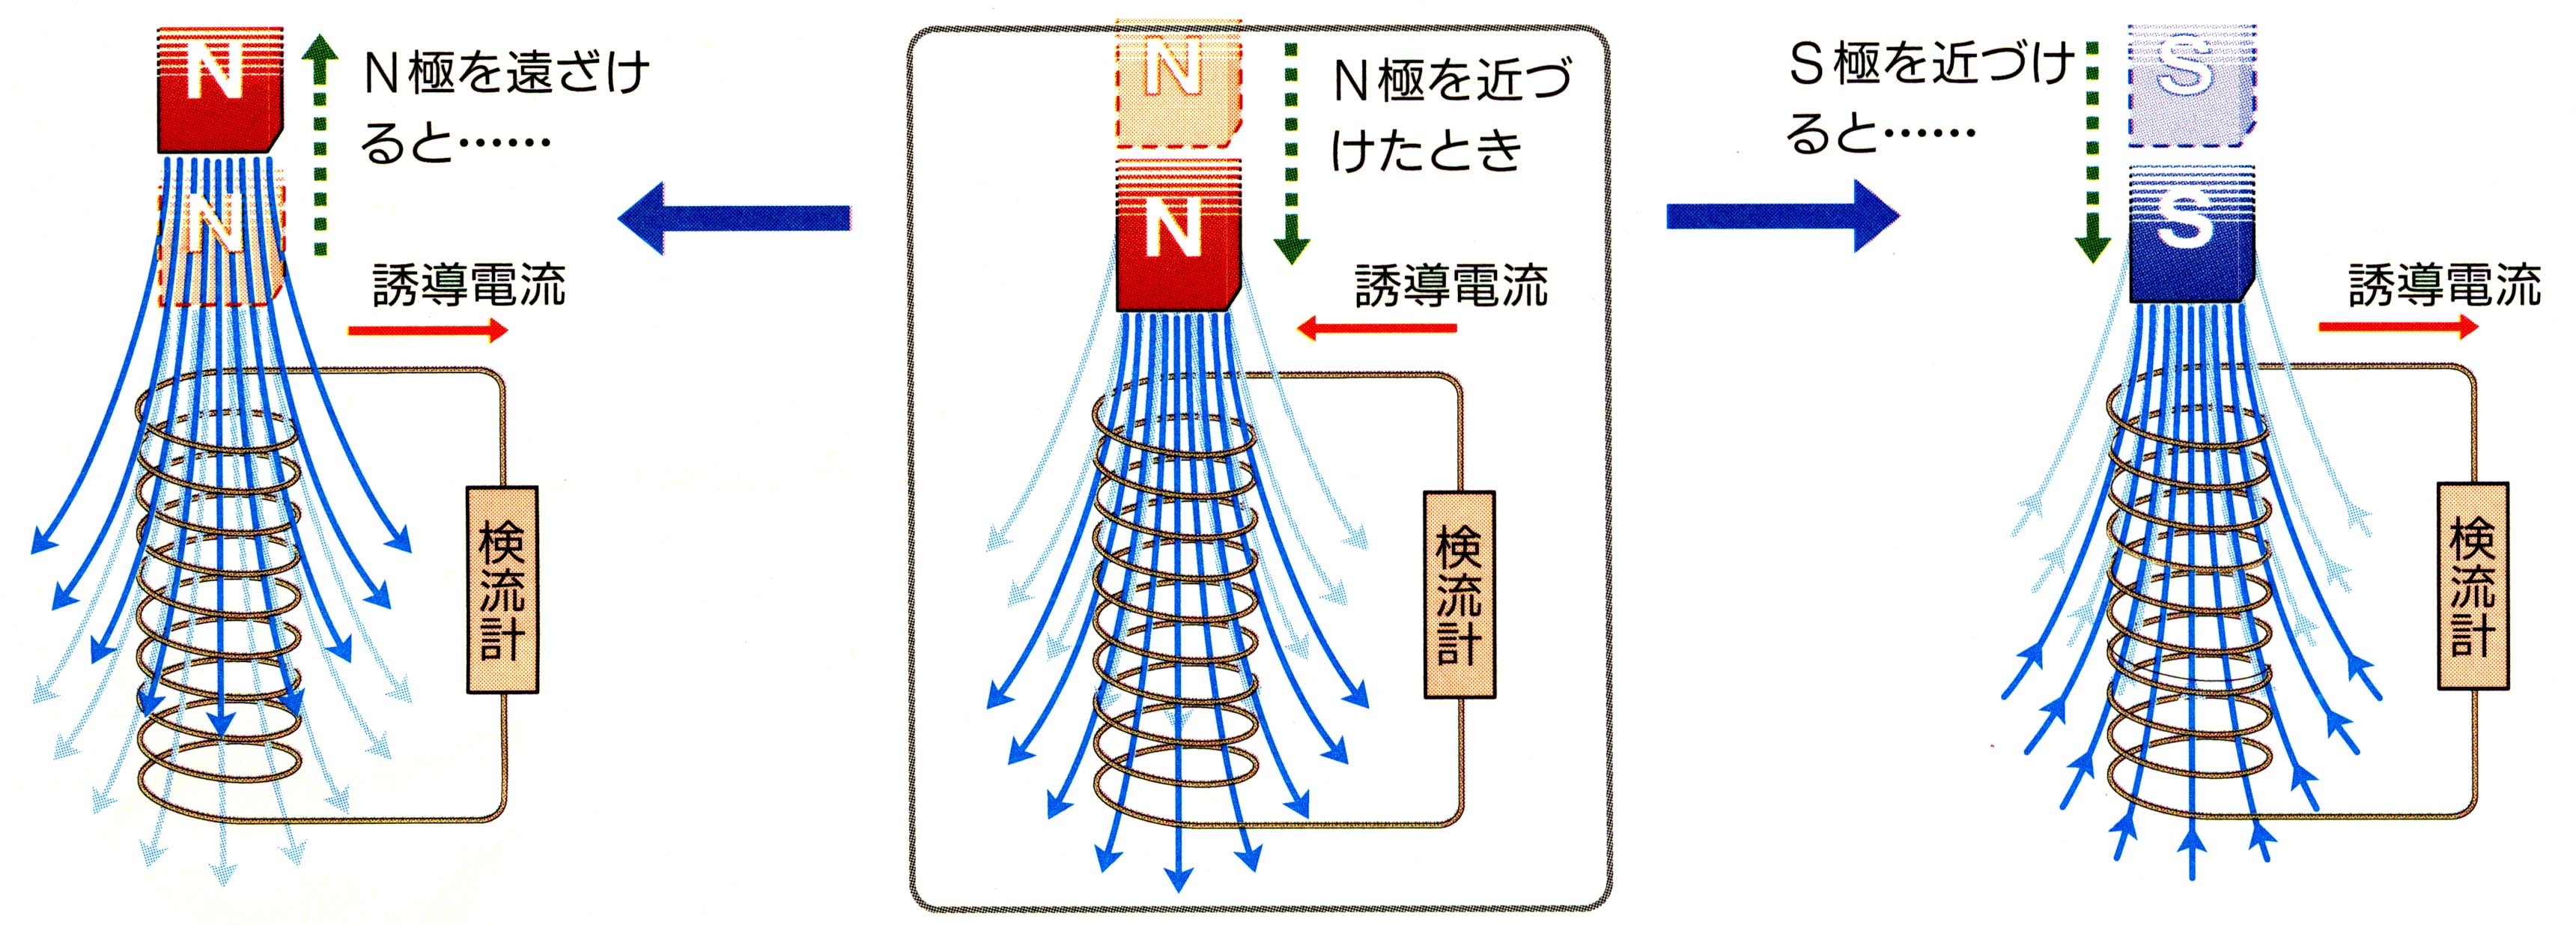 N
N極を遠ざけ
ると……
N
誘導電流
検流計
N
N極を近づ
けたとき
N
誘導電流
検流計
S極を近づけ
ると……
S
S
誘導電流
検流計